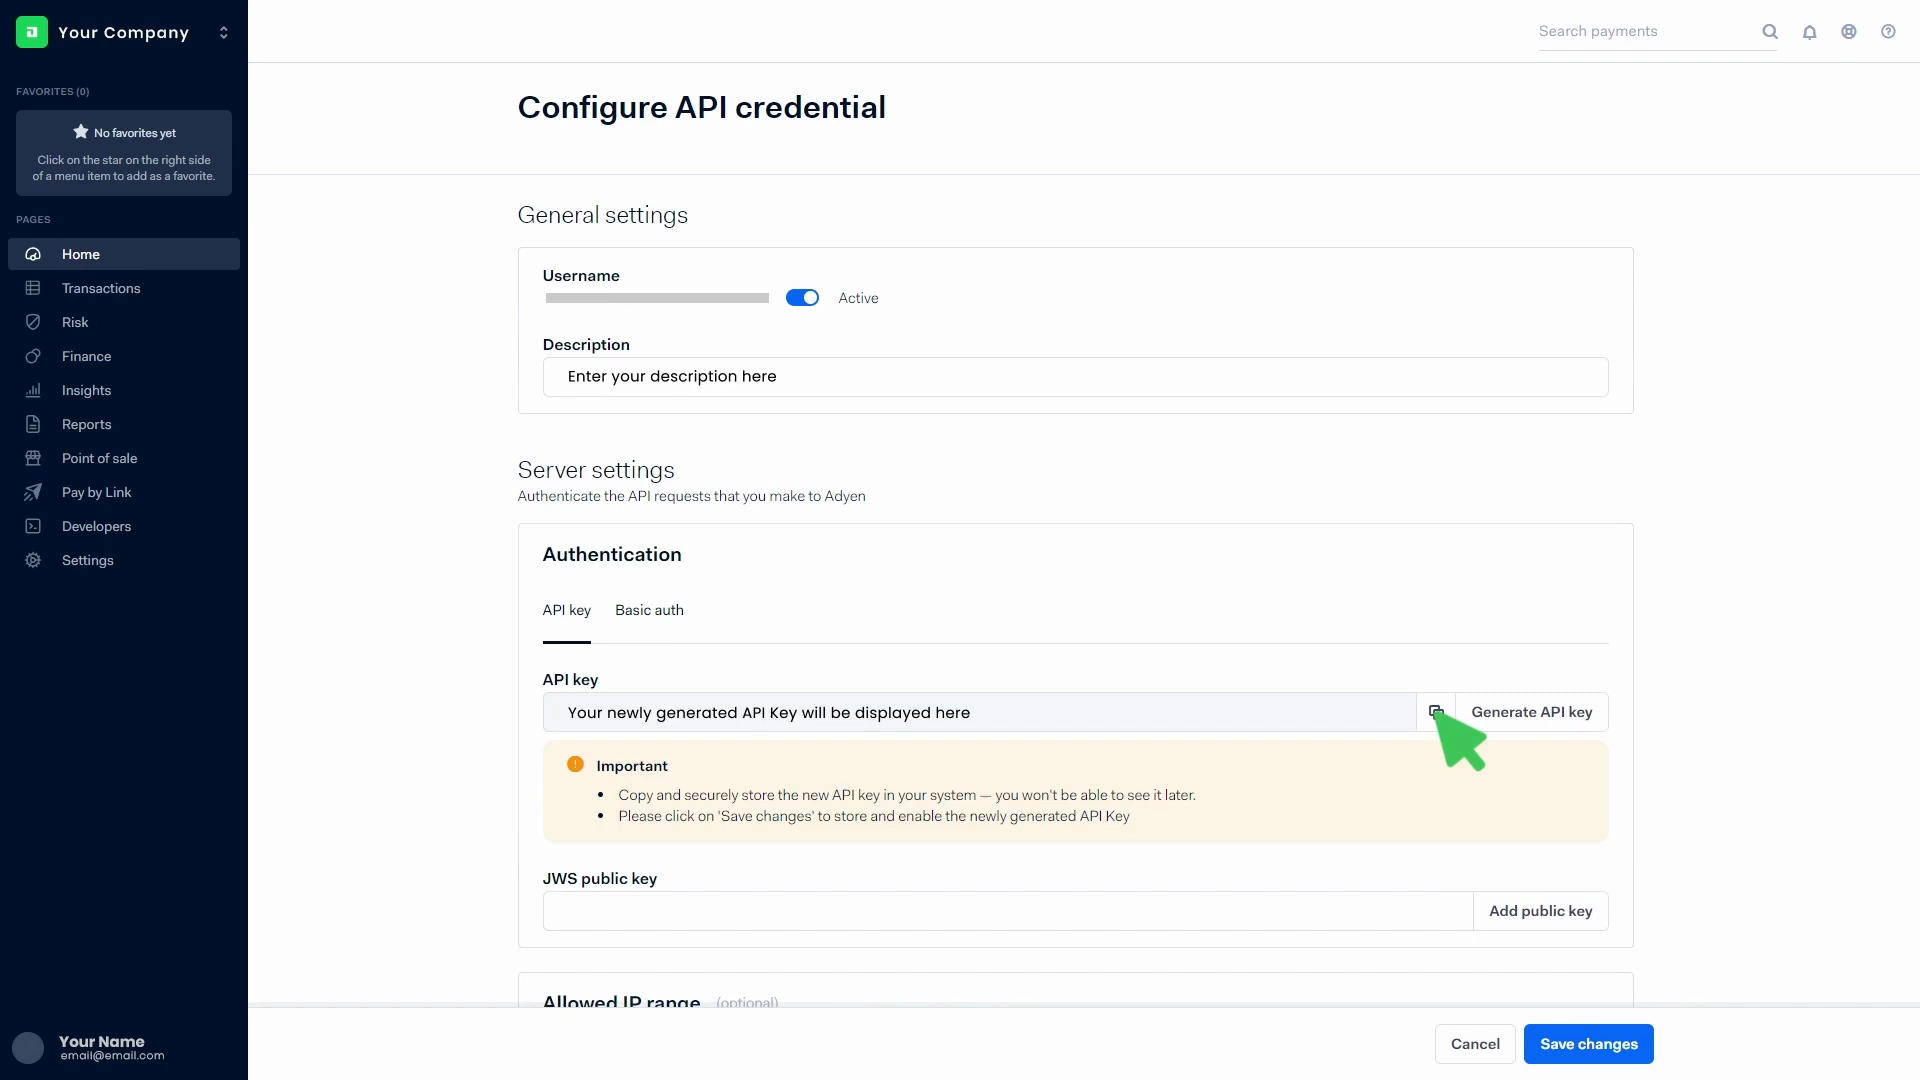 Your Company
Search payments
FAVORITES (0)
No favorites yet
Click on the star on the right side
of a menu item to add as a favorite.
PAGES
Home
Transactions
Risk
Finance
Insights
Reports
Point of sale
Pay by Link
Developers
Settings
Your Name
email@email.com
Configure API credential
General settings
Username
Active
Description
Enter your description here
Server settings
Authenticate the API requests that you make to Adyen
Authentication
API key Basic auth
API key
Your newly generated API Key will be displayed here
Generate API key
Important
• Copy and securely store the new API key in your system — you won't be able to see it later.
• Please click on 'Save changes' to store and enable the newly generated API Key
JWS public key
Add public key
Allowed IP range (optional)
Cancel
Save changes